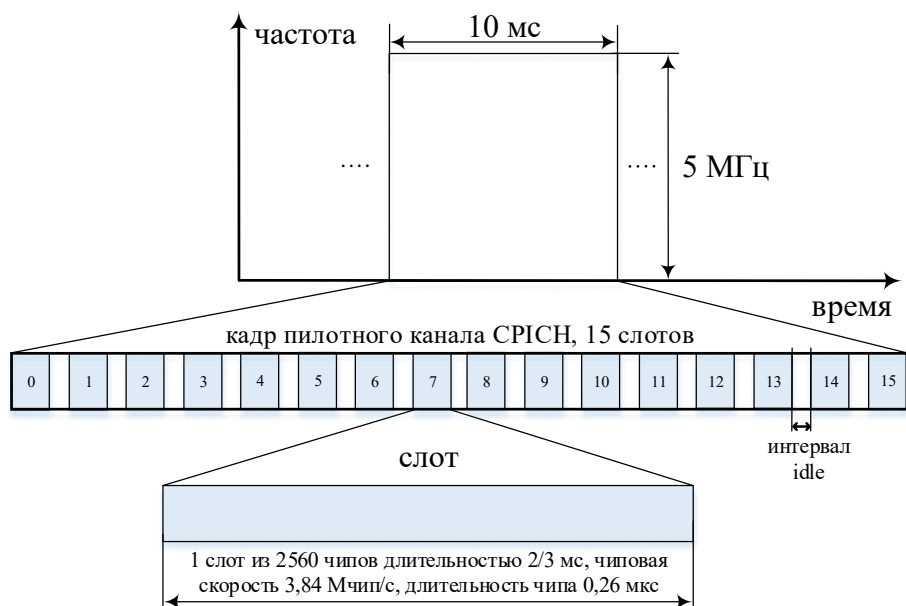 частота
10 мс
....
....
5 МГц
время
кадр пилотного канала CPICH, 15 слотов
0 1 2 3 4 5 6 7 8 9 10 11 12 13 14 15
интервал
idle
слот
1 слот из 2560 чипов длительностью 2/3 мс, чиповая
скорость 3,84 Мчип/с, длительность чипа 0,26 мкс